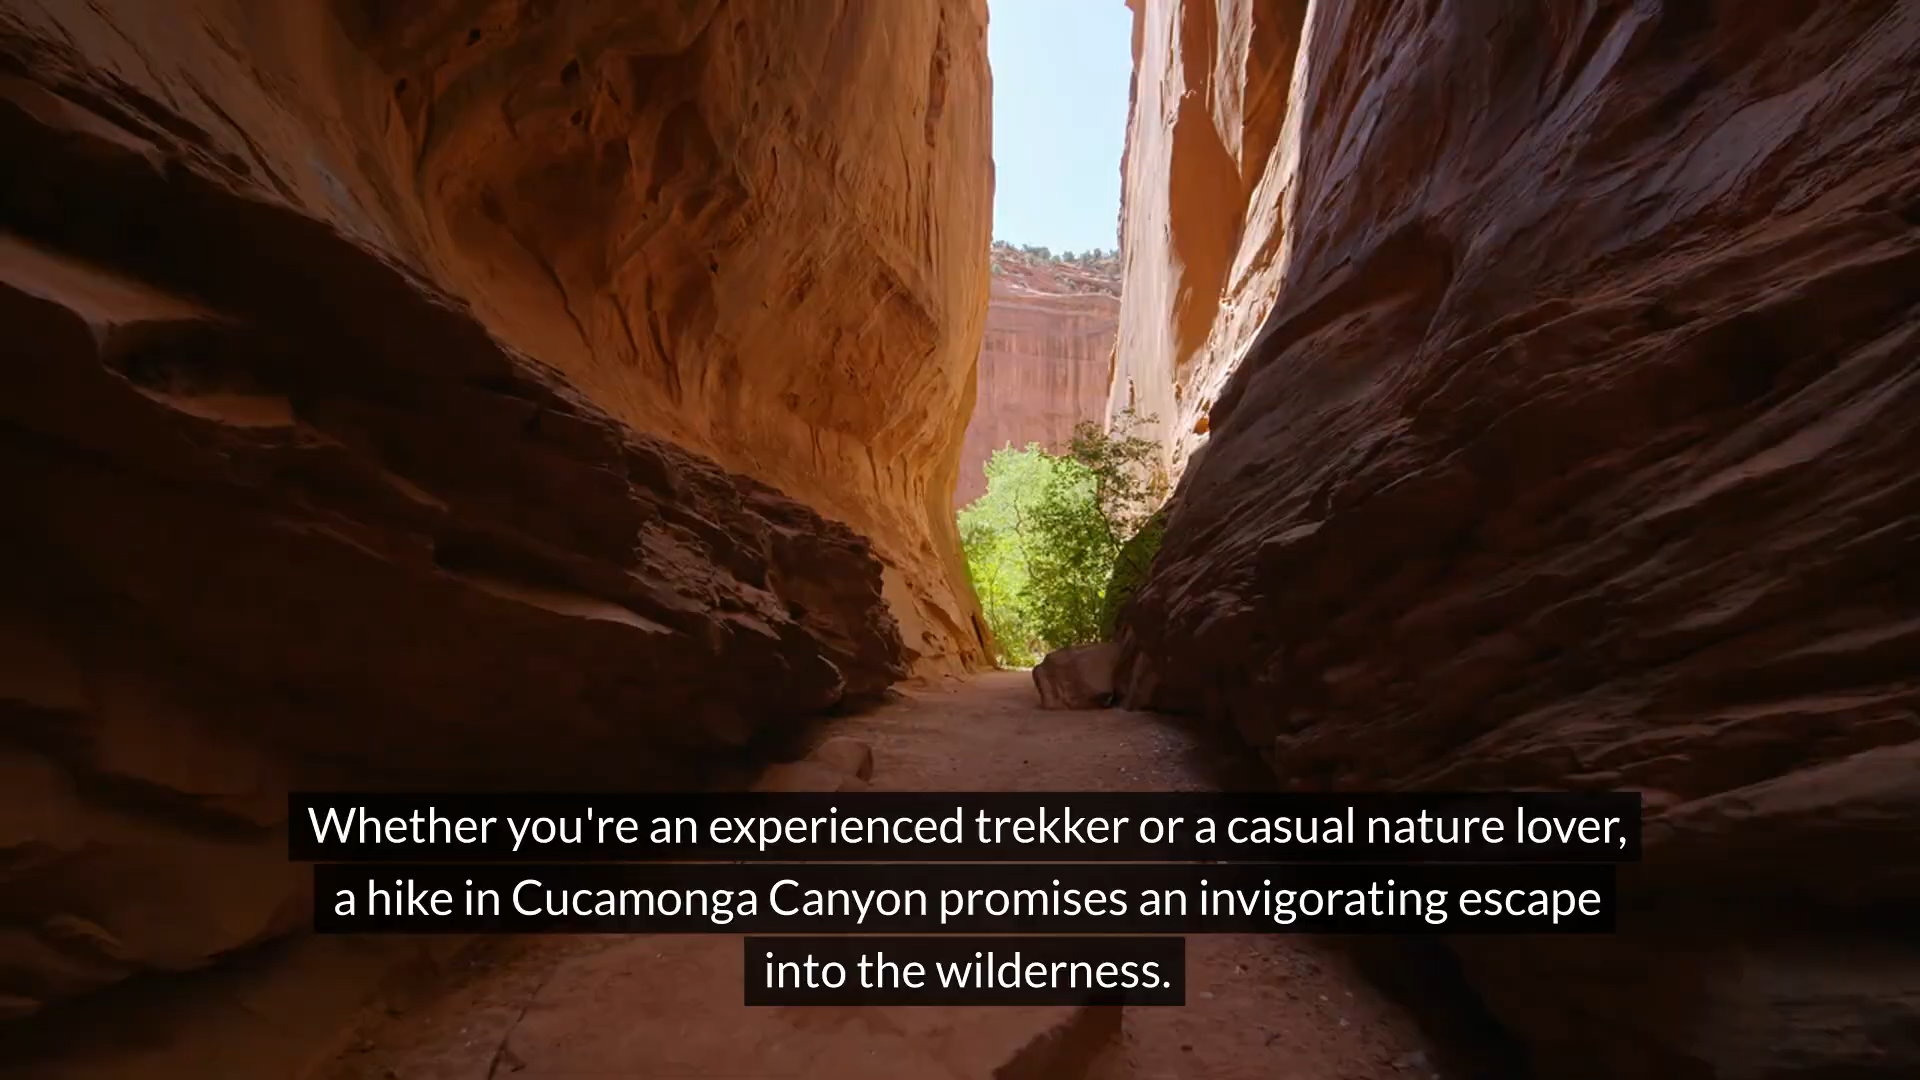 Whether you're an experienced trekker or a casual nature lover,
a hike in Cucamonga Canyon promises an invigorating escape
into the wilderness.